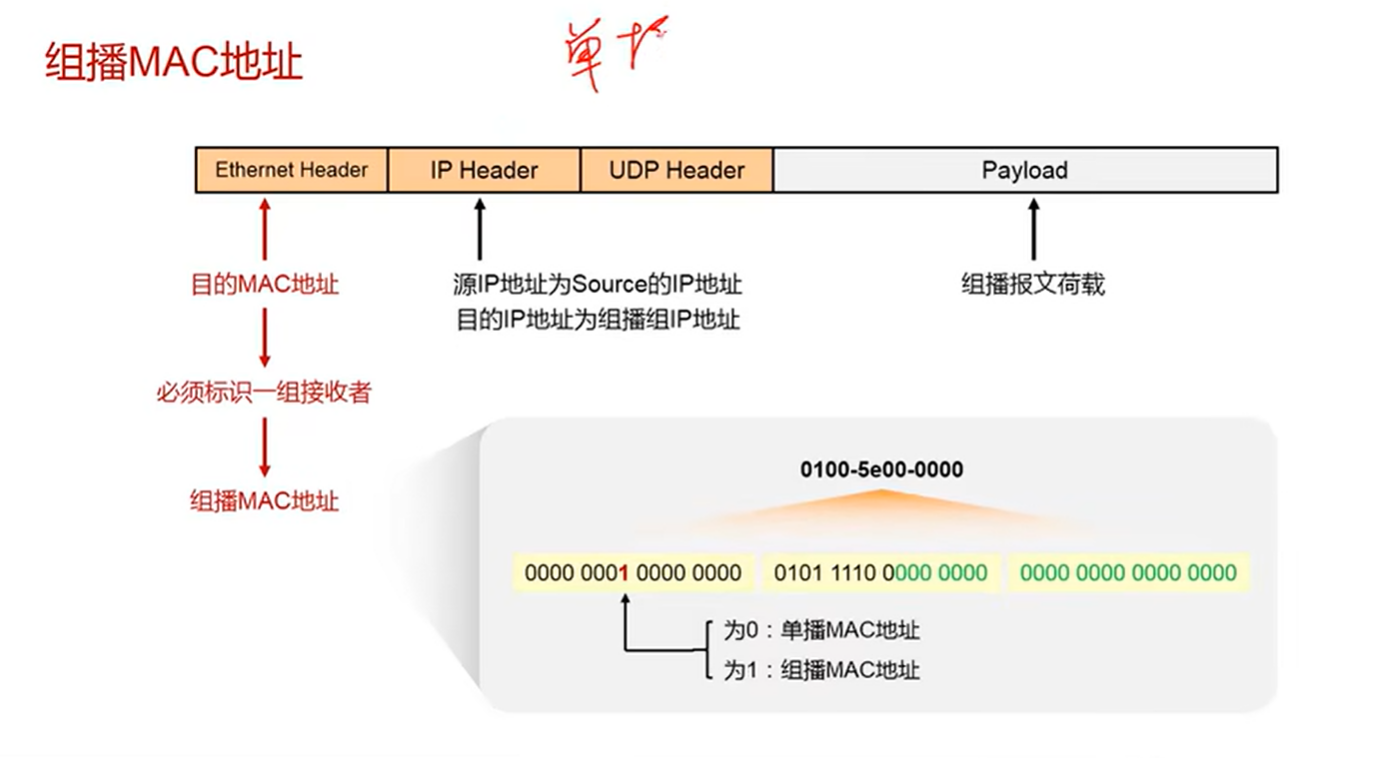 组播MAC地址
单
Ethernet Header IP Header UDP Header Payload
目的MAC地址
源IP地址为Source的IP地址
目的IP地址为组播组IP地址
组播报文荷载
必须标识一组接收者
组播MAC地址
0100-5e00-0000
0000 0001 0000 0000 0101 1110 0000 0000 0000 0000 0000 0000
为0：单播MAC地址
为1：组播MAC地址